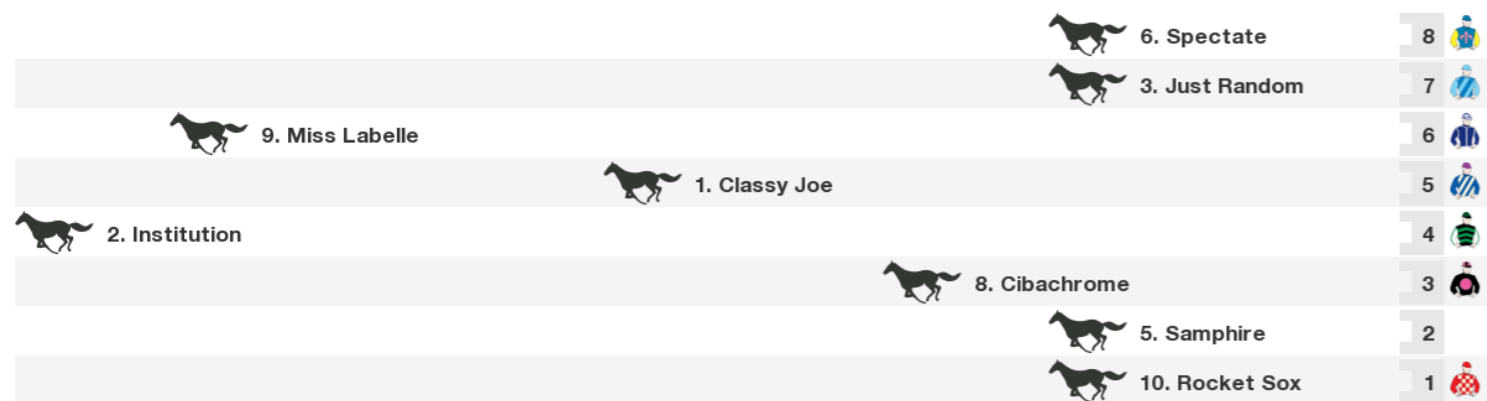 6. Spectate 8
3. Just Random 7
9. Miss Labelle 6
1. Classy Joe 5
2. Institution 4
8. Cibachrome 3
5. Samphire 2
10. Rocket Sox 1